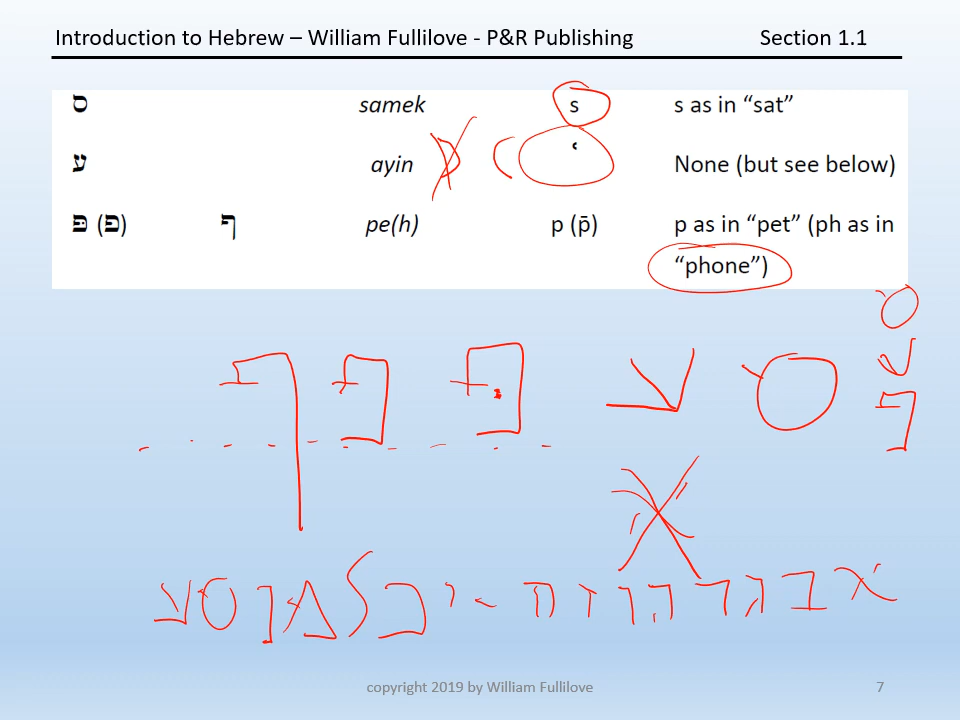 Introduction to Hebrew – William Fullilove - P&R Publishing Section 1.1
ס samek s s as in “sat”
ע ayin ʿ None (but see below)
פּ (פ) ף pe(h) p (p̄) p as in “pet” (ph as in “phone”)
ס
ע
פ
ס ע פּ פ ף
א ב ג ד ה ו ז ח י כ ל מ נ ס ע
copyright 2019 by William Fullilove 7